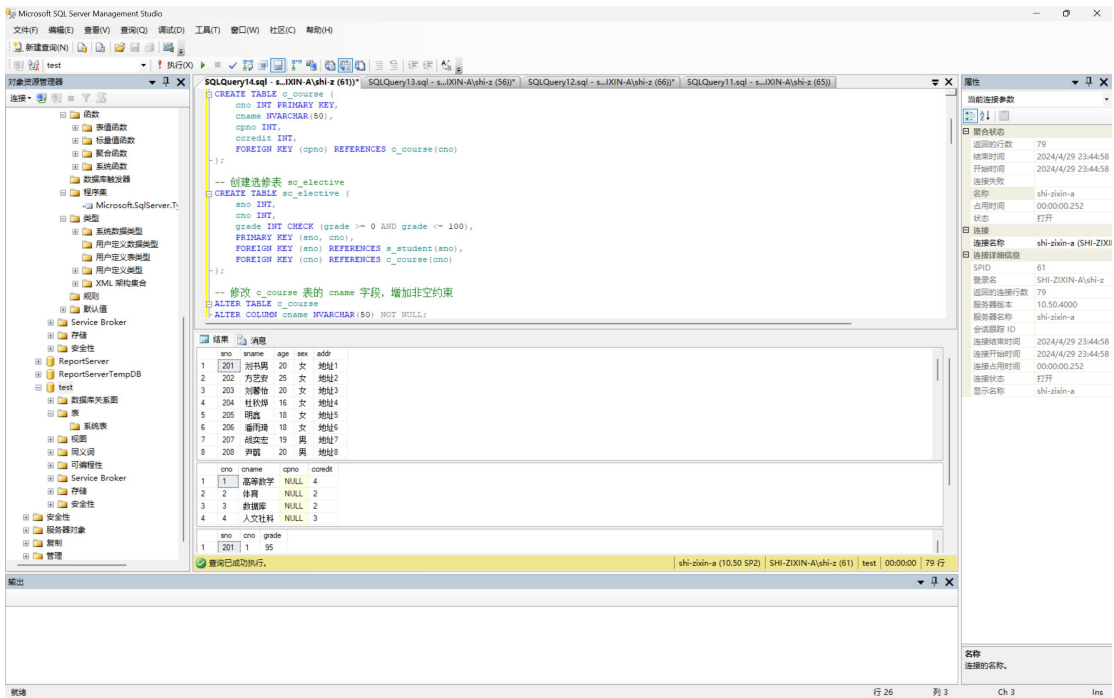 Microsoft SQL Server Management Studio
文件(F) 编辑(E) 查看(V) 查询(Q) 调试(D) 工具(T) 窗口(W) 社区(C) 帮助(H)
新建查询(N)
test 执行(X)
对象资源管理器
连接
函数
表值函数
标量值函数
聚合函数
系统函数
数据库触发器
程序集
Microsoft.SqlServer.Ty
类型
系统数据类型
用户定义数据类型
用户定义表类型
用户定义类型
XML 架构集合
规则
默认值
Service Broker
存储
安全性
ReportServer
ReportServerTempDB
test
数据库关系图
表
系统表
视图
同义词
可编程性
Service Broker
存储
安全性
安全性
服务器对象
复制
管理
SQLQuery14.sql - s...IXIN-A\shi-z (61))* SQLQuery13.sql - s...IXIN-A\shi-z (56))* SQLQuery12.sql - s...IXIN-A\shi-z (66))* SQLQuery11.sql - s...IXIN-A\shi-z (65))
CREATE TABLE c_course (
cno INT PRIMARY KEY,
cname NVARCHAR(50),
cpno INT,
ccredit INT,
FOREIGN KEY (cpno) REFERENCES c_course(cno)
);
-- 创建选修表 sc_elective
CREATE TABLE sc_elective (
sno INT,
cno INT,
grade INT CHECK (grade >= 0 AND grade <= 100),
PRIMARY KEY (sno, cno),
FOREIGN KEY (sno) REFERENCES s_student(sno),
FOREIGN KEY (cno) REFERENCES c_course(cno)
);
-- 修改 c_course 表的 cname 字段，增加非空约束
ALTER TABLE c_course
ALTER COLUMN cname NVARCHAR(50) NOT NULL;
结果 消息
sno sname age sex addr
1 201 刘书男 20 女 地址1
2 202 方艺安 25 女 地址2
3 203 刘馨怡 20 女 地址3
4 204 杜秋烨 16 女 地址4
5 205 明鑫 18 女 地址5
6 206 潘雨琦 18 女 地址6
7 207 战奕宏 19 男 地址7
8 208 尹鹏 20 男 地址8
cno cname cpno ccredit
1 1 高等数学 NULL 4
2 2 体育 NULL 2
3 3 数据库 NULL 2
4 4 人文社科 NULL 3
sno cno grade
1 201 1 95
查询已成功执行。 shi-zixin-a (10.50 SP2) SHI-ZIXIN-A\shi-z (61) test 00:00:00 79 行
属性
当前连接参数
聚合状态
返回的行数 79
结束时间 2024/4/29 23:44:58
开始时间 2024/4/29 23:44:58
连接失败
名称 shi-zixin-a
占用时间 00:00:00.252
状态 打开
连接
连接名称 shi-zixin-a (SHI-ZIXI
连接详细信息
SPID 61
登录名 SHI-ZIXIN-A\shi-z
返回的连接行数 79
服务器版本 10.50.4000
服务器名称 shi-zixin-a
会话跟踪 ID
连接结束时间 2024/4/29 23:44:58
连接开始时间 2024/4/29 23:44:58
连接占用时间 00:00:00.252
连接状态 打开
显示名称 shi-zixin-a
名称
连接的名称。
输出
就绪 行 26 列 3 Ch 3 Ins